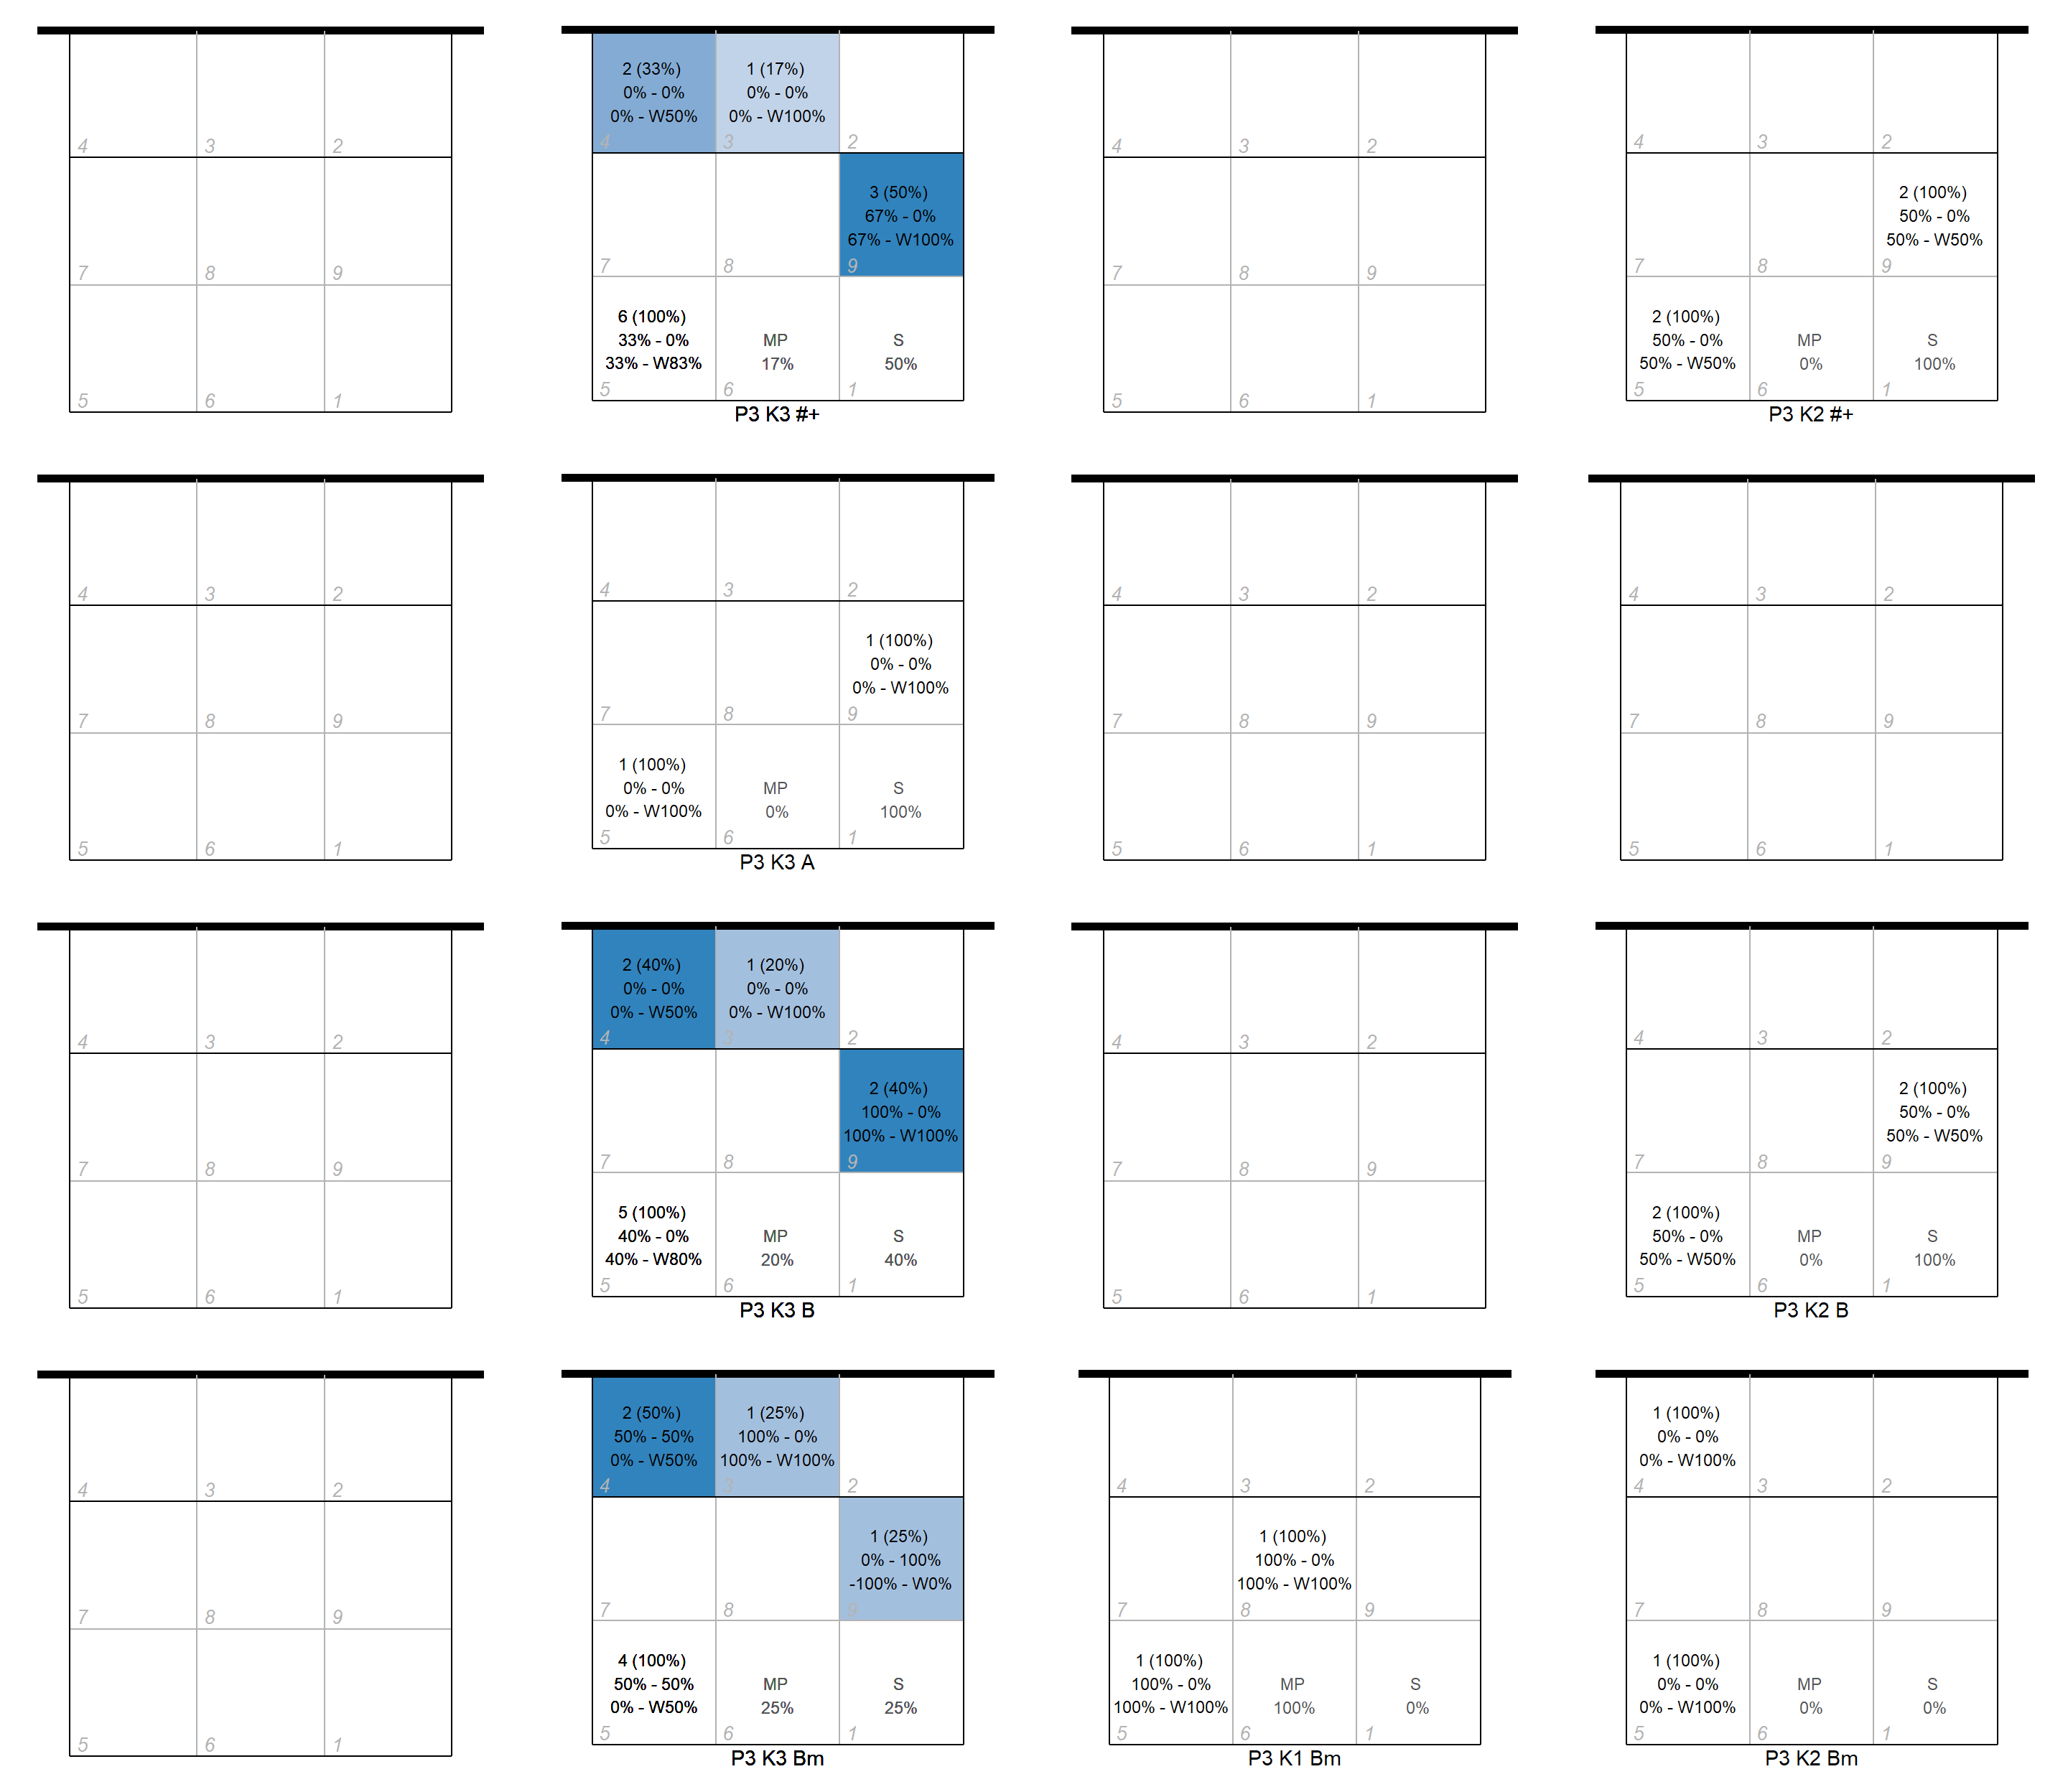 4
3
2
7
8
9
5
6
1
2 (33%)
0% - 0%
0% - W50%
4
1 (17%)
0% - 0%
0% - W100%
3
2
7
8
3 (50%)
67% - 0%
67% - W100%
9
6 (100%)
33% - 0%
33% - W83%
5
MP
17%
6
S
50%
1
P3 K3 #+
4
3
2
7
8
9
5
6
1
4
3
2
7
8
2 (100%)
50% - 0%
50% - W50%
9
2 (100%)
50% - 0%
50% - W50%
5
MP
0%
6
S
100%
1
P3 K2 #+
4
3
2
7
8
9
5
6
1
4
3
2
7
8
1 (100%)
0% - 0%
0% - W100%
9
1 (100%)
0% - 0%
0% - W100%
5
MP
0%
6
S
100%
1
P3 K3 A
4
3
2
7
8
9
5
6
1
4
3
2
7
8
9
5
6
1
4
3
2
7
8
9
5
6
1
2 (40%)
0% - 0%
0% - W50%
4
1 (20%)
0% - 0%
0% - W100%
3
2
7
8
2 (40%)
100% - 0%
100% - W100%
9
5 (100%)
40% - 0%
40% - W80%
5
MP
20%
6
S
40%
1
P3 K3 B
4
3
2
7
8
9
5
6
1
4
3
2
7
8
2 (100%)
50% - 0%
50% - W50%
9
2 (100%)
50% - 0%
50% - W50%
5
MP
0%
6
S
100%
1
P3 K2 B
4
3
2
7
8
9
5
6
1
2 (50%)
50% - 50%
0% - W50%
4
1 (25%)
100% - 0%
100% - W100%
3
2
7
8
1 (25%)
0% - 100%
-100% - W0%
9
4 (100%)
50% - 50%
0% - W50%
5
MP
25%
6
S
25%
1
P3 K3 Bm
4
3
2
7
1 (100%)
100% - 0%
100% - W100%
8
9
1 (100%)
100% - 0%
100% - W100%
5
MP
100%
6
S
0%
1
P3 K1 Bm
1 (100%)
0% - 0%
0% - W100%
4
3
2
7
8
9
1 (100%)
0% - 0%
0% - W100%
5
MP
0%
6
S
0%
1
P3 K2 Bm